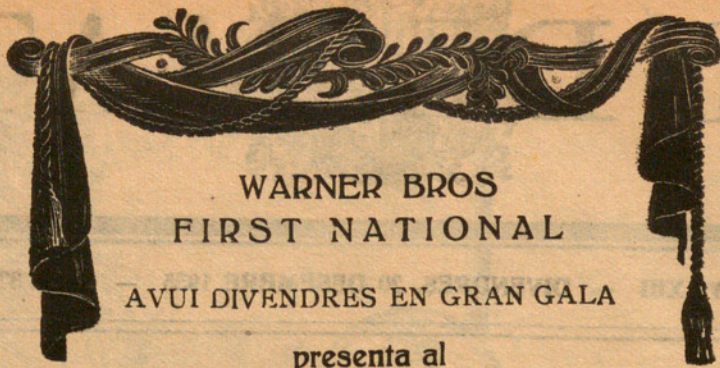 WARNER BROS
FIRST NATIONAL
AVUI DIVENDRES EN GRAN GALA
presenta al